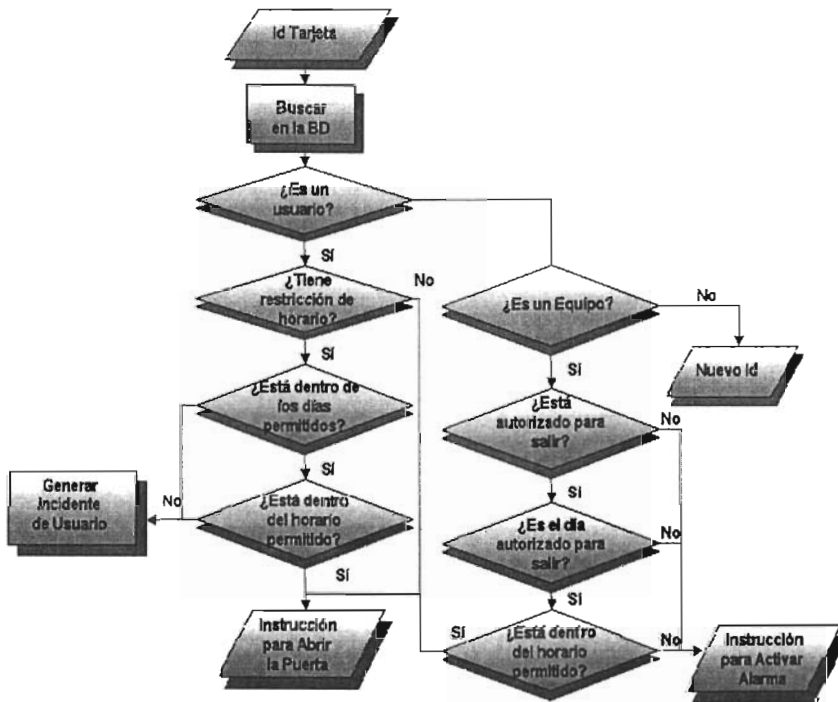 Id Tarjeta
Buscar
en la BD
¿Es un
usuario?
Sí
No
¿Tiene
restricción de
horario?
Sí
¿Está dentro de
los días
permitidos?
Sí
No
¿Está dentro
del horario
permitido?
Generar
Incidente
de Usuario
Sí
Instrucción
para Abrir
la Puerta
¿Es un Equipo?
No
Nuevo Id
Sí
¿Está
autorizado para
salir?
No
Sí
¿Es el día
autorizado para
salir?
No
Sí
¿Está dentro
del horario
permitido?
Sí
No
Instrucción
para Activar
Alarma